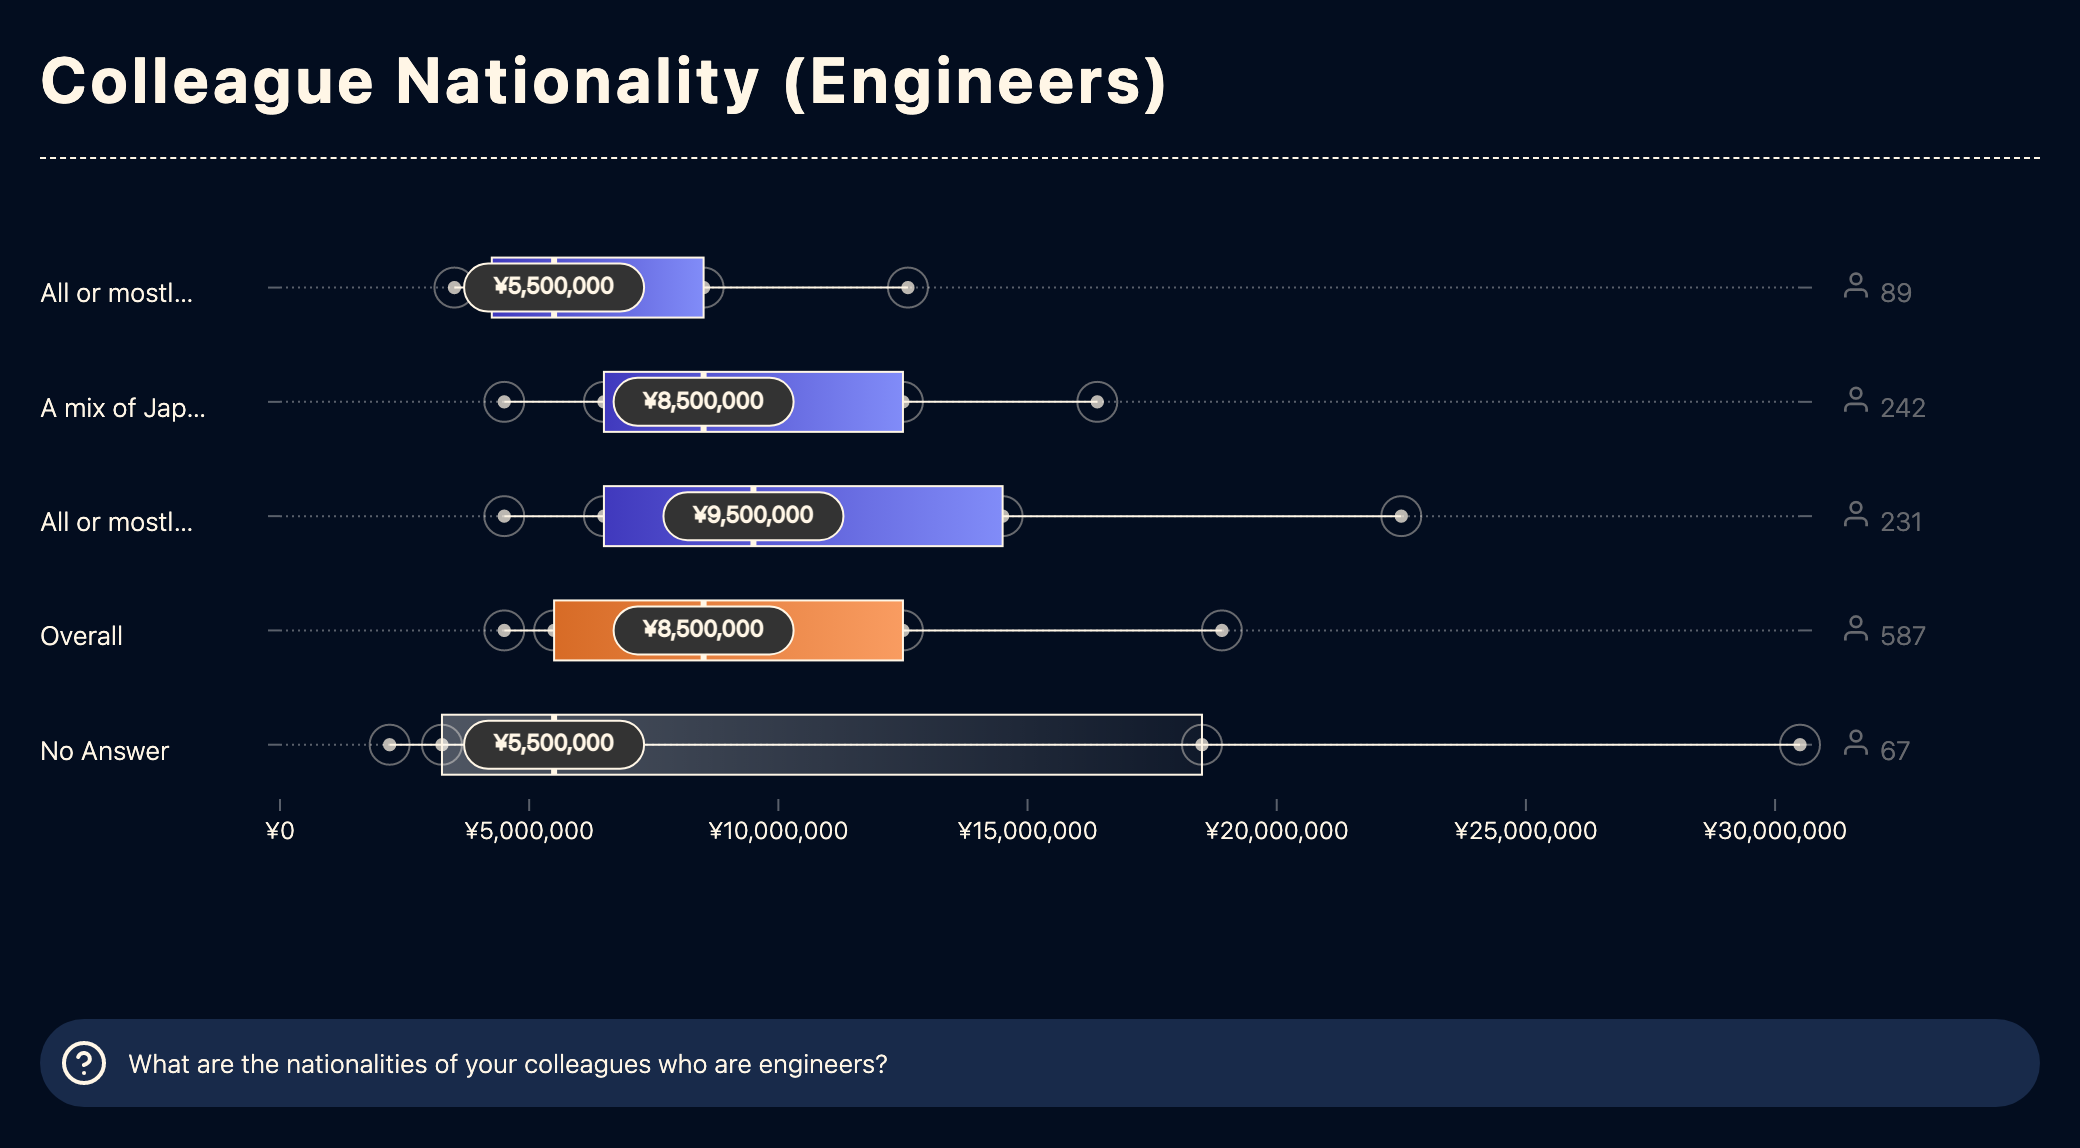 Colleague Nationality (Engineers)
All or mostl... ¥5,500,000 89
A mix of Jap... ¥8,500,000 242
All or mostl... ¥9,500,000 231
Overall ¥8,500,000 587
No Answer ¥5,500,000 67
¥0 ¥5,000,000 ¥10,000,000 ¥15,000,000 ¥20,000,000 ¥25,000,000 ¥30,000,000
What are the nationalities of your colleagues who are engineers?